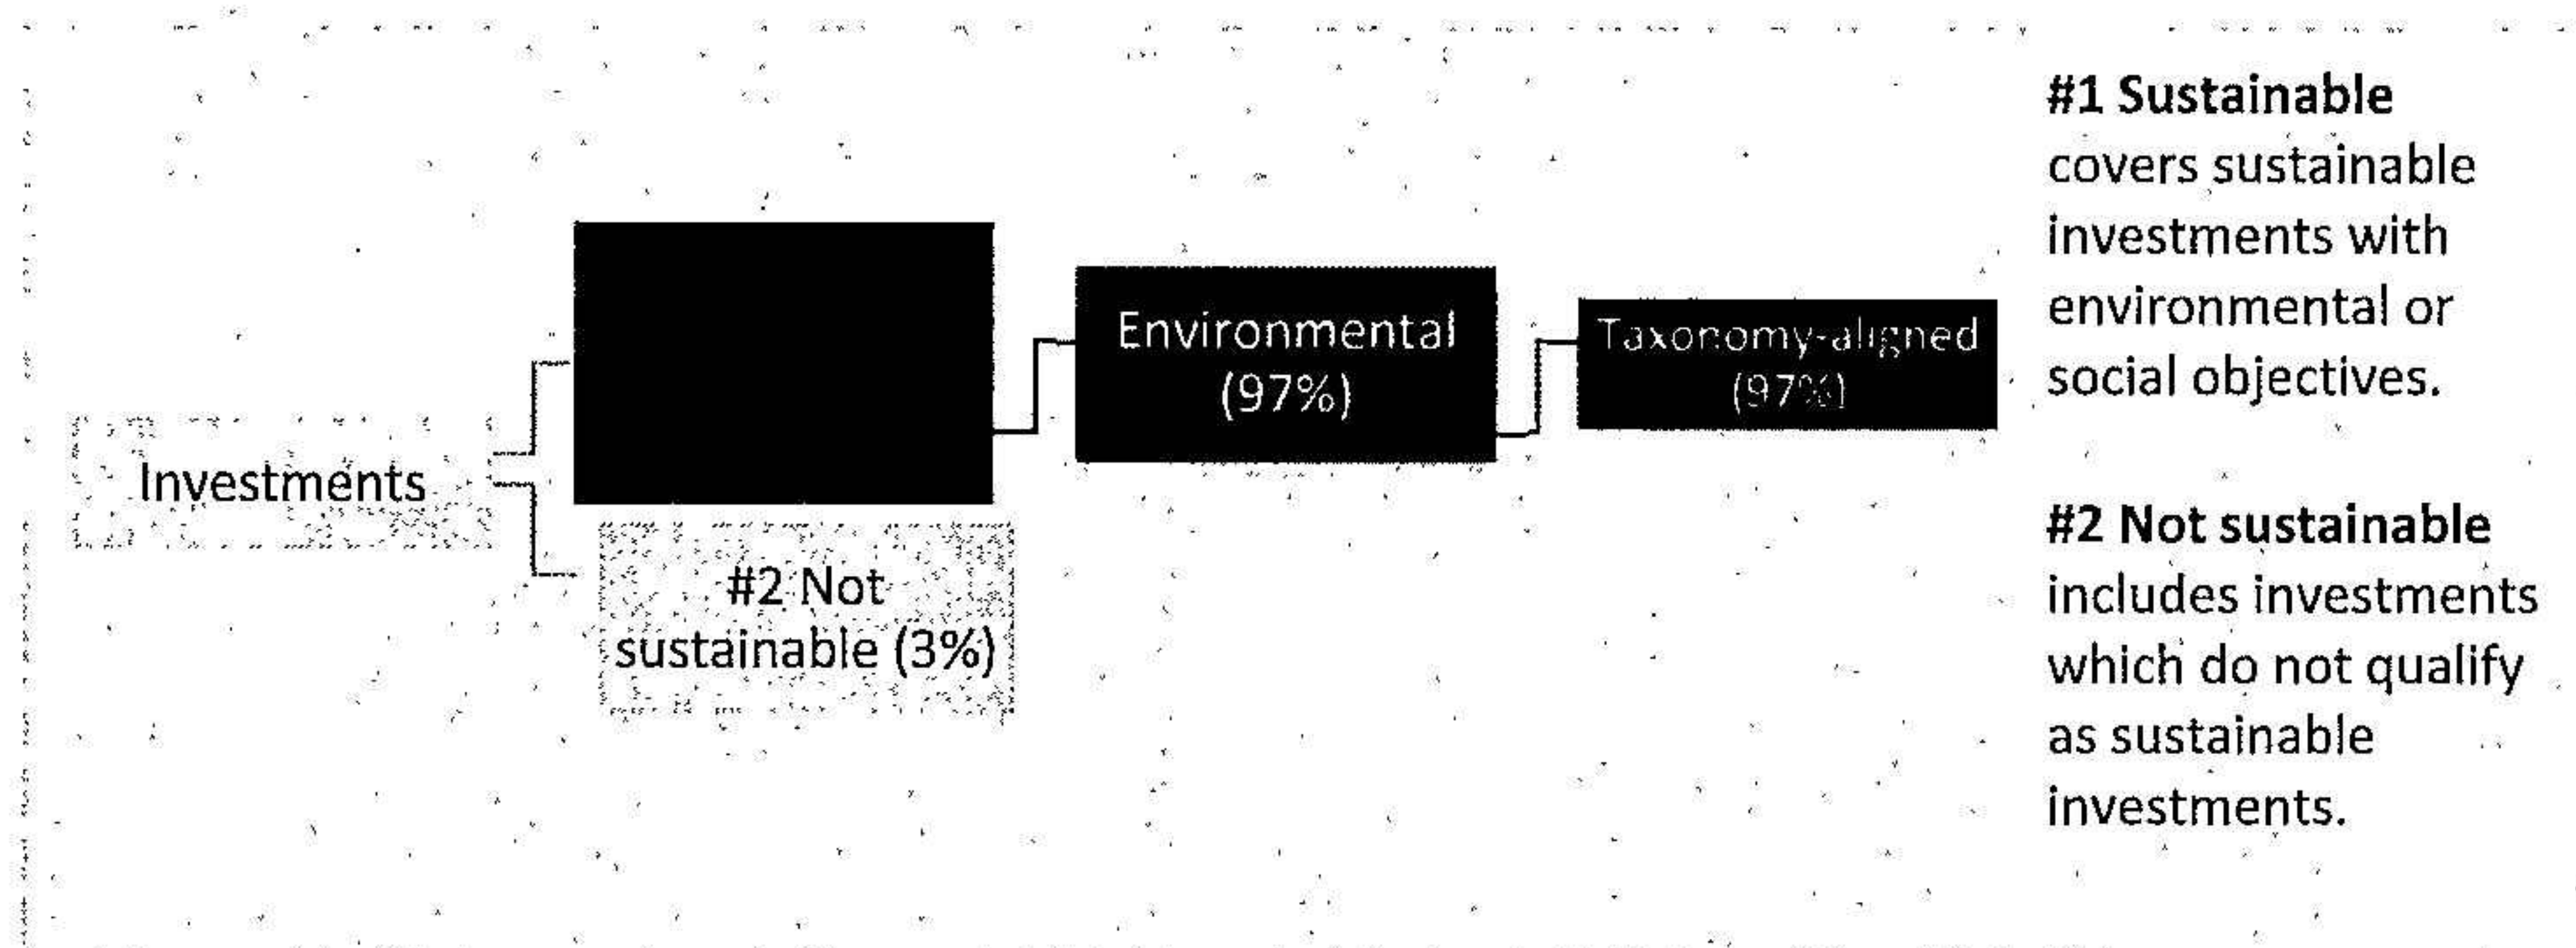 Investments
#2 Not
sustainable (3%)
Environmental
(97%)
Taxonomy-aligned
(97%)
#1 Sustainable
covers sustainable
investments with
environmental or
social objectives.
#2 Not sustainable
includes investments
which do not qualify
as sustainable
investments.